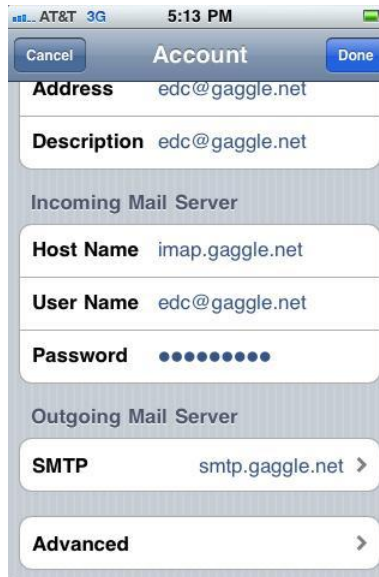 AT&T 3G 5:13 PM
Cancel Account Done
Address edc@gaggle.net
Description edc@gaggle.net
Incoming Mail Server
Host Name imap.gaggle.net
User Name edc@gaggle.net
Password ●●●●●●●●●
Outgoing Mail Server
SMTP smtp.gaggle.net >
Advanced >